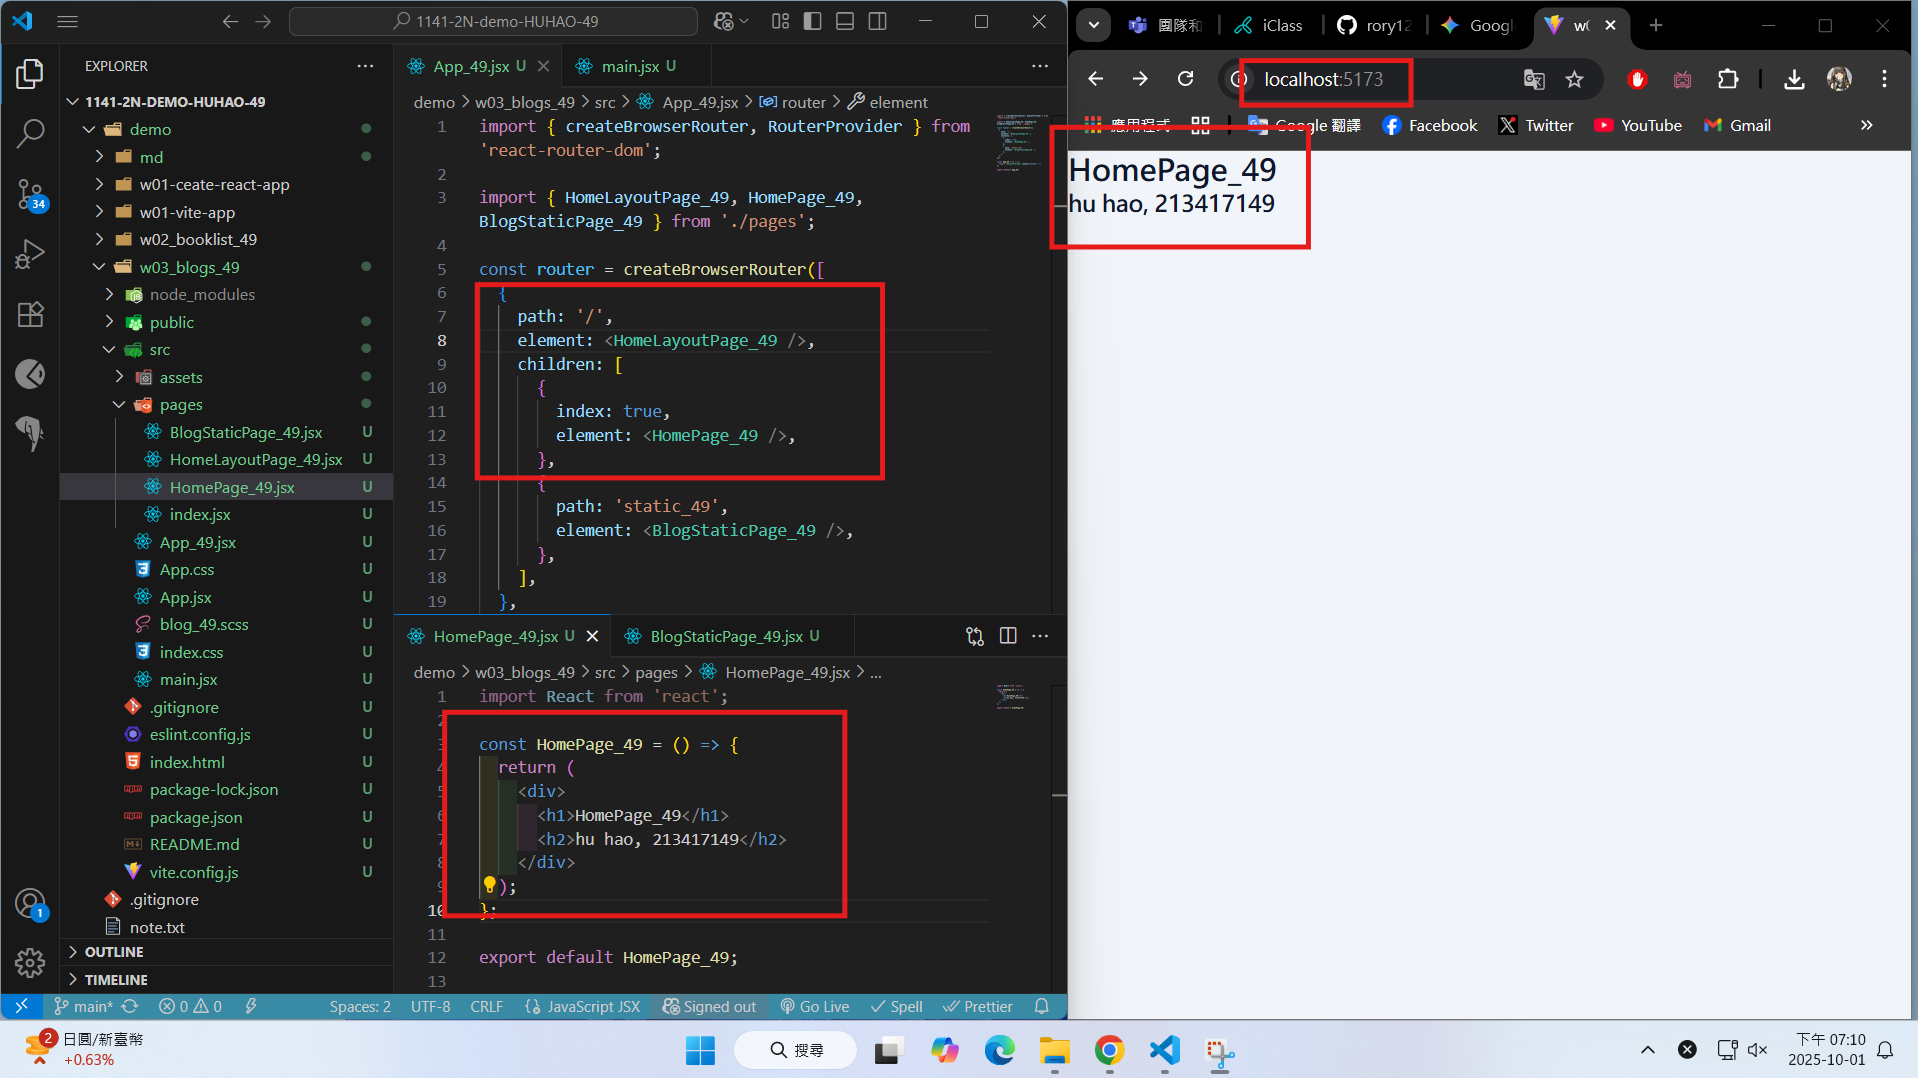 1141-2N-demo-HUHAO-49
EXPLORER
1141-2N-DEMO-HUHAO-49
demo
md
w01-ceate-react-app
w01-vite-app
w02_booklist_49
w03_blogs_49
node_modules
public
src
assets
pages
BlogStaticPage_49.jsx U
HomeLayoutPage_49.jsx U
HomePage_49.jsx U
index.jsx U
App_49.jsx U
App.css U
App.jsx U
blog_49.scss U
index.css U
main.jsx U
.gitignore U
eslint.config.js U
index.html U
package-lock.json U
package.json U
README.md U
vite.config.js U
.gitignore
note.txt
OUTLINE
TIMELINE
34
1
App_49.jsx U
main.jsx U
demo > w03_blogs_49 > src > App_49.jsx > router > element
1 import { createBrowserRouter, RouterProvider } from
'react-router-dom';
2
3 import { HomeLayoutPage_49, HomePage_49,
BlogStaticPage_49 } from './pages';
4
5 const router = createBrowserRouter([
6 {
7 path: '/',
8 element: <HomeLayoutPage_49 />,
9 children: [
10 {
11 index: true,
12 element: <HomePage_49 />,
13 },
14 {
15 path: 'static_49',
16 element: <BlogStaticPage_49 />,
17 },
18 ],
19 },
HomePage_49.jsx U
BlogStaticPage_49.jsx U
demo > w03_blogs_49 > src > pages > HomePage_49.jsx > ...
1 import React from 'react';
2
3 const HomePage_49 = () => {
4 return (
5 <div>
6 <h1>HomePage_49</h1>
7 <h2>hu hao, 213417149</h2>
8 </div>
9 );
10 };
11
12 export default HomePage_49;
13
main* 0 0 Spaces: 2 UTF-8 CRLF JavaScript JSX Signed out Go Live Spell Prettier
團隊和 iClass rory12 Googl w(
localhost:5173
應用程式 Google 翻譯 Facebook Twitter YouTube Gmail
HomePage_49
hu hao, 213417149
2
日圓/新臺幣
+0.63%
搜尋
下午 07:10
2025-10-01